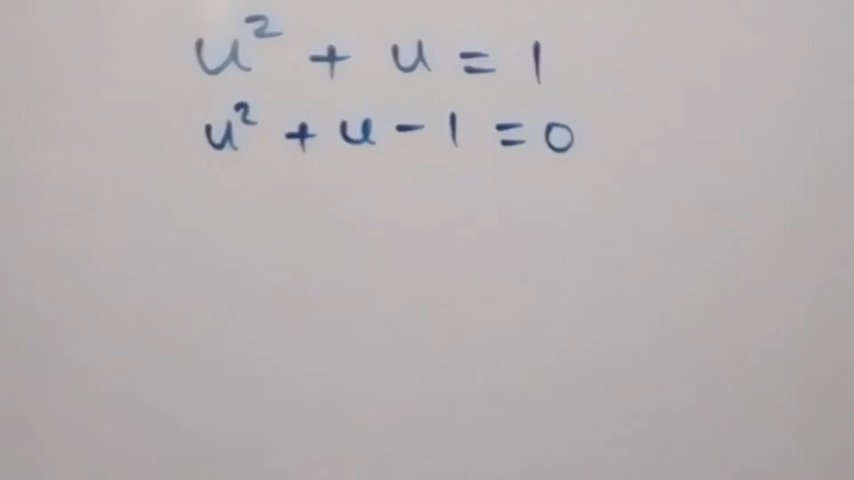 u² + u = 1
u² + u - 1 = 0